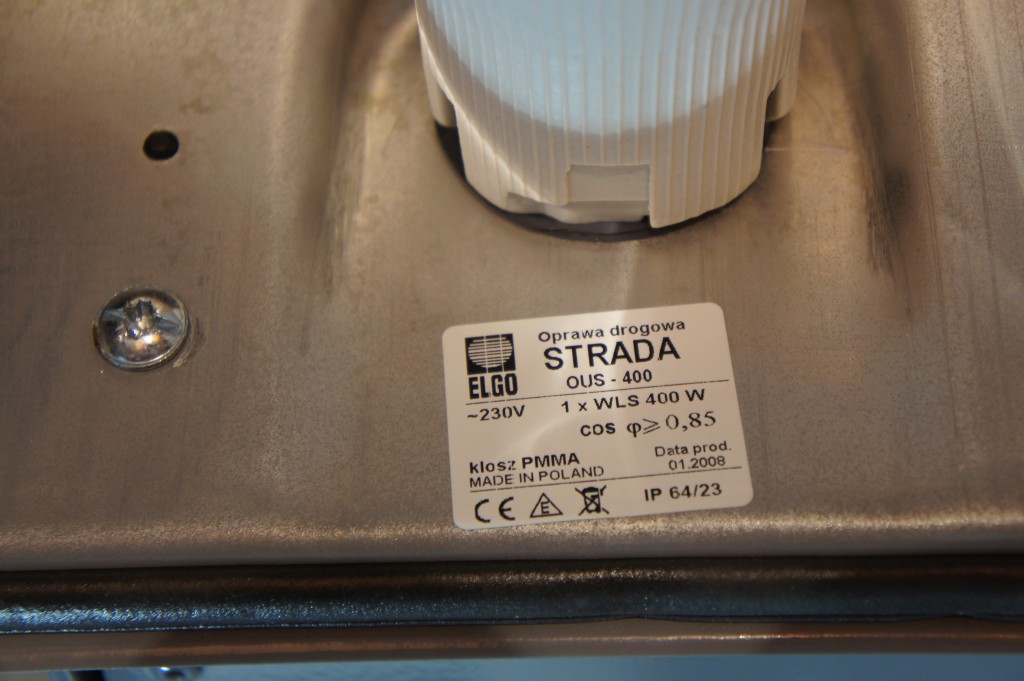 Oprawa drogowa
STRADA
ELGO
OUS - 400
~230V 1 x WLS 400 W
cos φ⩾0,85
klosz PMMA Data prod.
MADE IN POLAND 01.2008
CE E IP 64/23